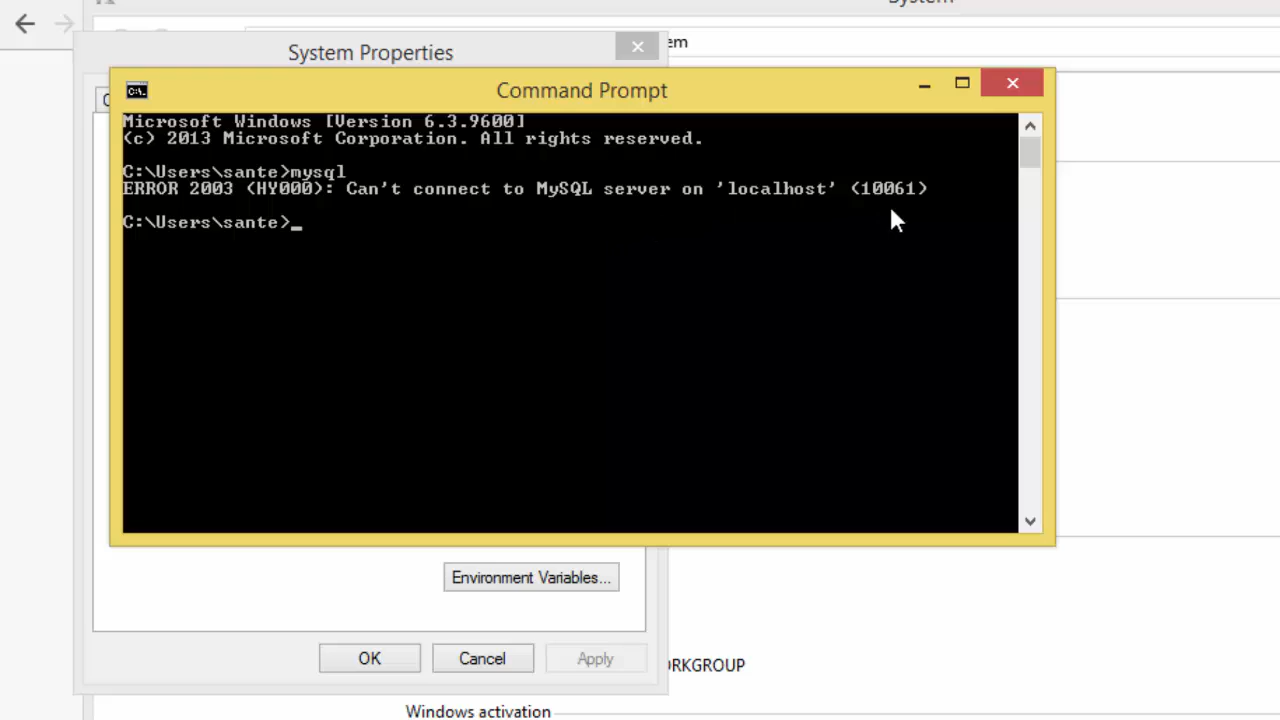 System
em
System Properties
Command Prompt
Microsoft Windows [Version 6.3.9600]
(c) 2013 Microsoft Corporation. All rights reserved.
C:\Users\sante>mysql
ERROR 2003 (HY000): Can't connect to MySQL server on 'localhost' (10061)
C:\Users\sante>_
Environment Variables...
OK
Cancel
Apply
RKGROUP
Windows activation